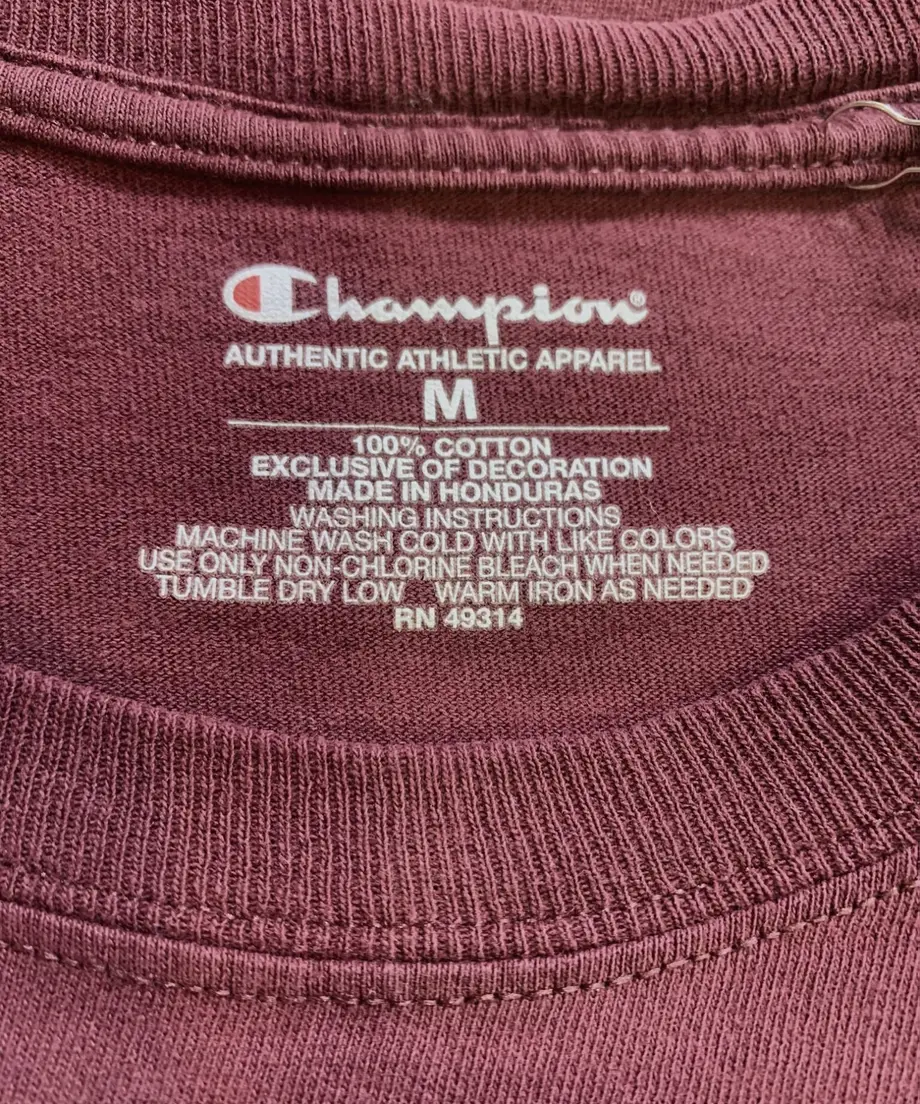 Champion®
AUTHENTIC ATHLETIC APPAREL
M
100% COTTON
EXCLUSIVE OF DECORATION
MADE IN HONDURAS
WASHING INSTRUCTIONS
MACHINE WASH COLD WITH LIKE COLORS
USE ONLY NON-CHLORINE BLEACH WHEN NEEDED
TUMBLE DRY LOW WARM IRON AS NEEDED
RN 49314